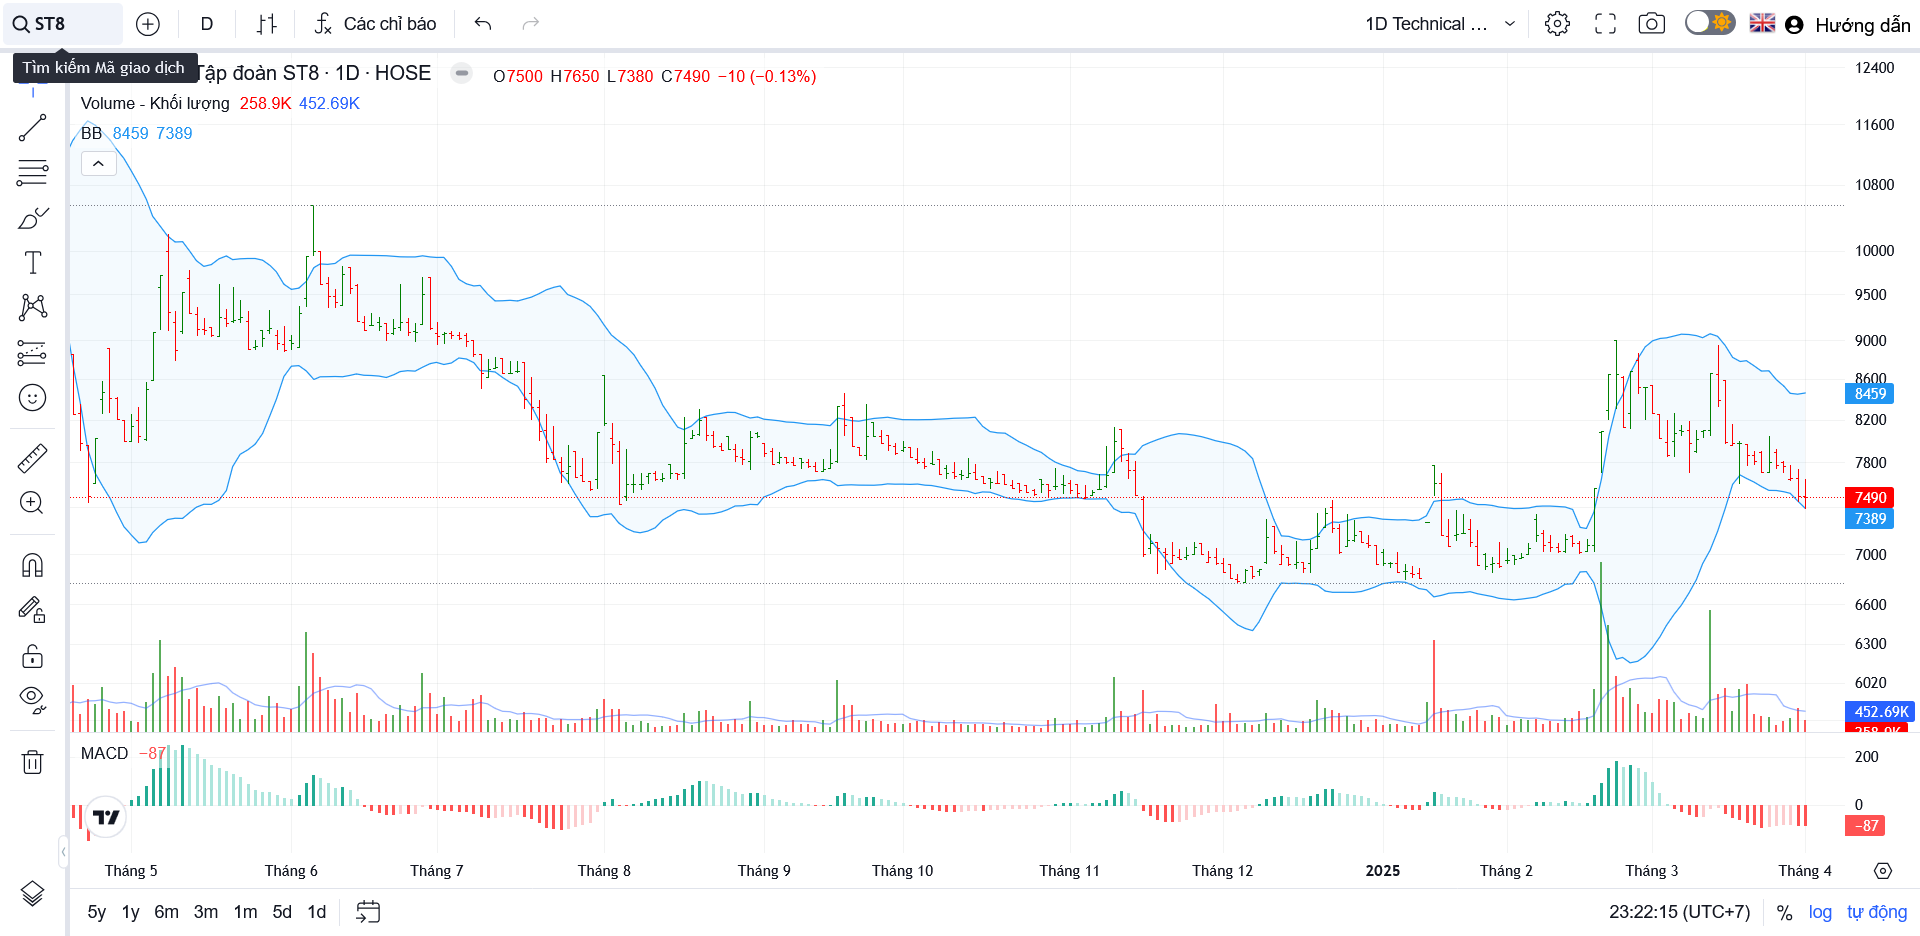 ST8 D Các chỉ báo 1D Technical ... Hướng dẫn
Tìm kiếm Mã giao dịch
Tập đoàn ST8 · 1D · HOSE O7500 H7650 L7380 C7490 −10 (−0.13%)
Volume - Khối lượng 258.9K 452.69K
BB 8459 7389
12400
11600
10800
10000
9500
9000
8600
8459
8200
7800
7490
7389
7000
6600
6300
6020
452.69K
258.9K
MACD −87
200
0
−87
Tháng 5 Tháng 6 Tháng 7 Tháng 8 Tháng 9 Tháng 10 Tháng 11 Tháng 12 2025 Tháng 2 Tháng 3 Tháng 4
5y 1y 6m 3m 1m 5d 1d 23:22:15 (UTC+7) % log tự động